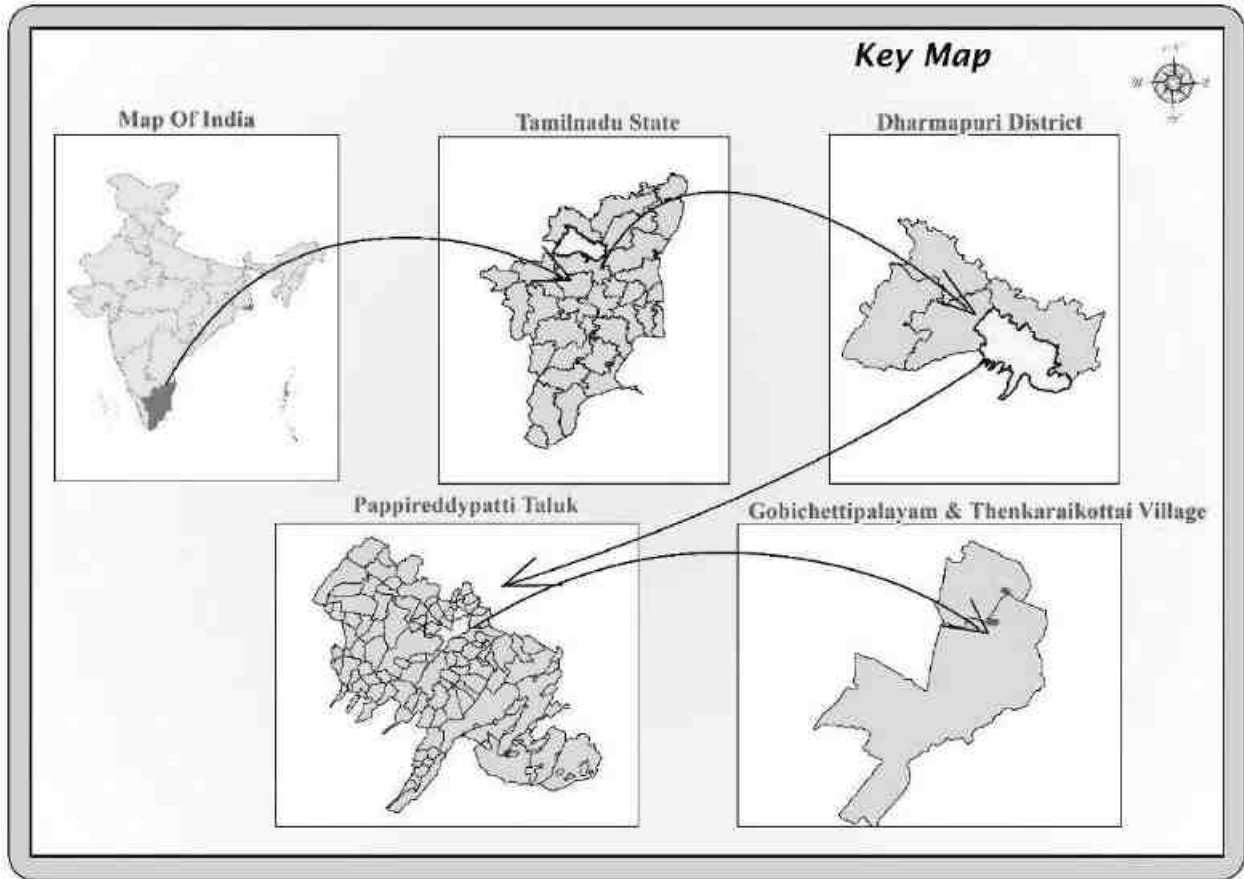 Key Map
Map Of India
Tamilnadu State
Dharmapuri District
W
E
Pappireddypatti Taluk
Gobichettipalayam & Thenkaraikottai Village